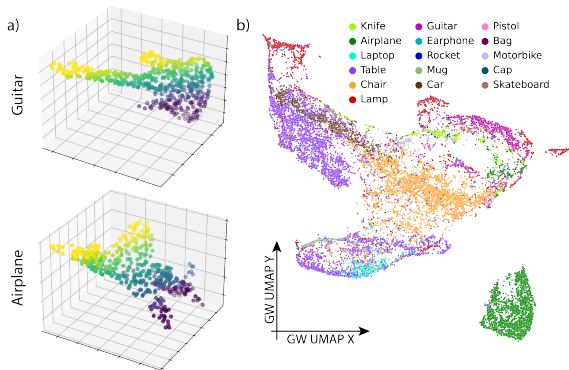 a)
Guitar
Airplane
b)
Knife
Airplane
Laptop
Table
Chair
Lamp
Guitar
Earphone
Rocket
Mug
Car
Pistol
Bag
Motorbike
Cap
Skateboard
GW UMAP Y
GW UMAP X